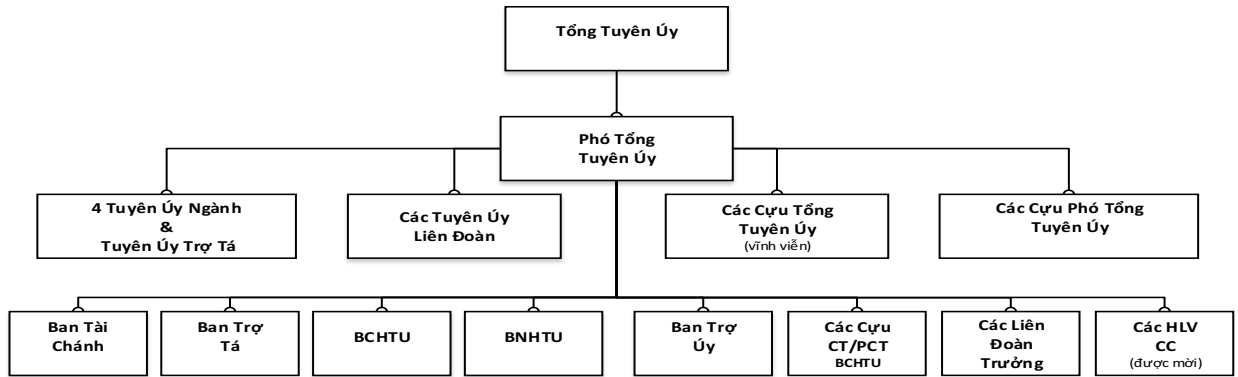 Tổng Tuyên Úy
Phó Tổng
Tuyên Úy
4 Tuyên Úy Ngành
&
Tuyên Úy Trợ Tá
Các Tuyên Úy
Liên Đoàn
Các Cựu Tổng
Tuyên Úy
(vĩnh viễn)
Các Cựu Phó Tổng
Tuyên Úy
Ban Tài
Chánh
Ban Trợ
Tá
BCHTU
BNHTU
Ban Trợ
Úy
Các Cựu
CT/PCT
BCHTU
Các Liên
Đoàn
Trưởng
Các HLV
CC
(được mời)